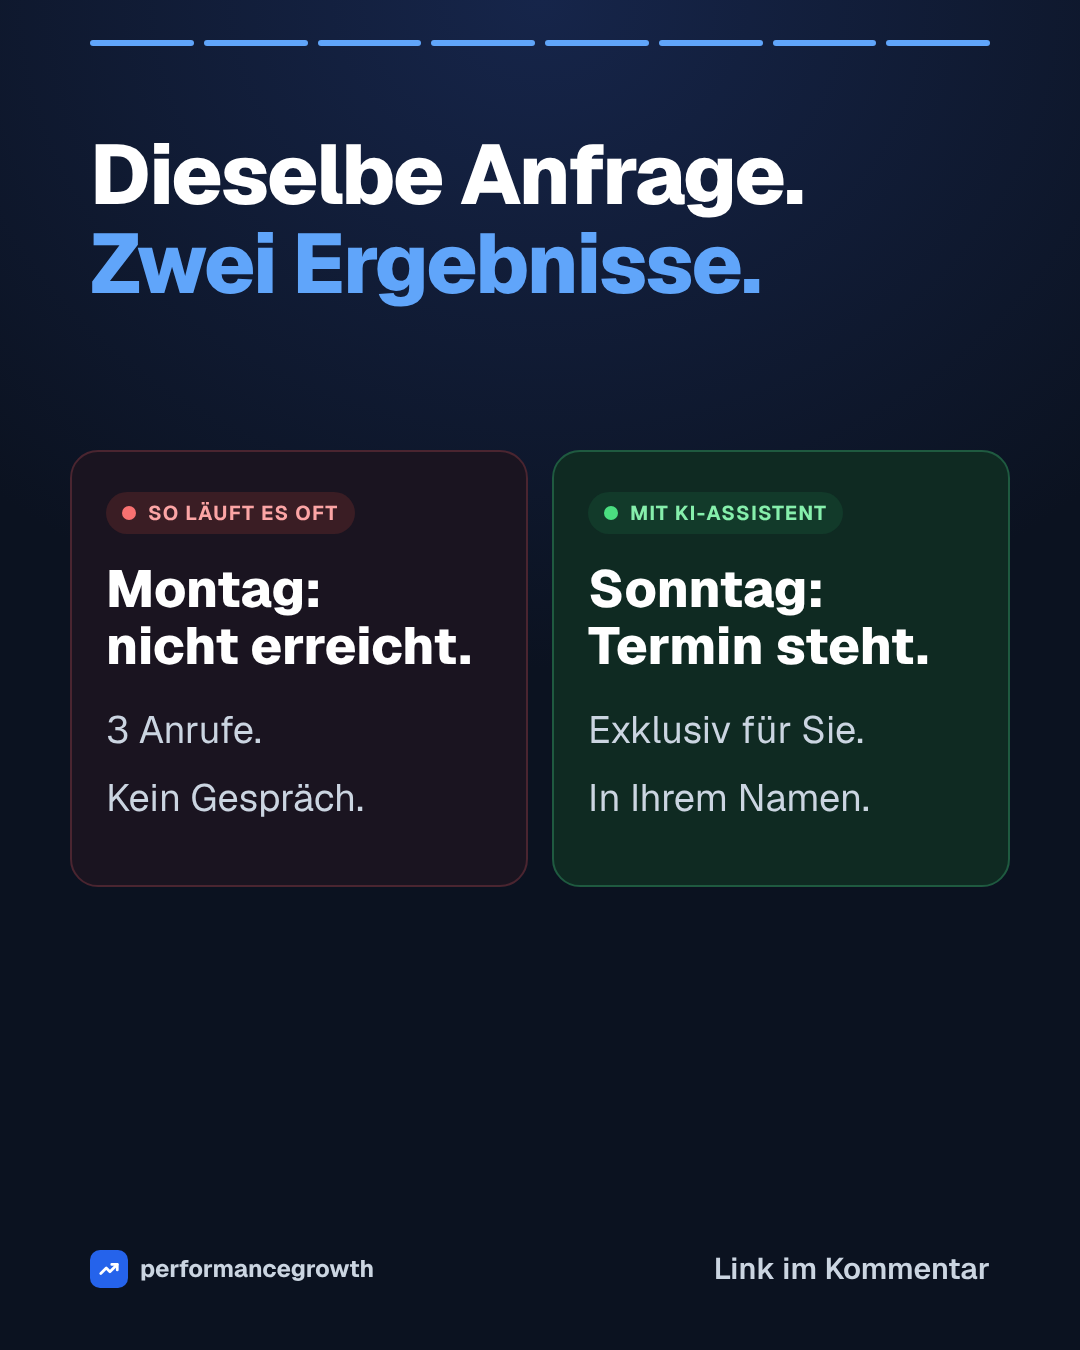 Dieselbe Anfrage.
Zwei Ergebnisse.
SO LÄUFT ES OFT
Montag:
nicht erreicht.
3 Anrufe.
Kein Gespräch.
MIT KI-ASSISTENT
Sonntag:
Termin steht.
Exklusiv für Sie.
In Ihrem Namen.
performancegrowth
Link im Kommentar